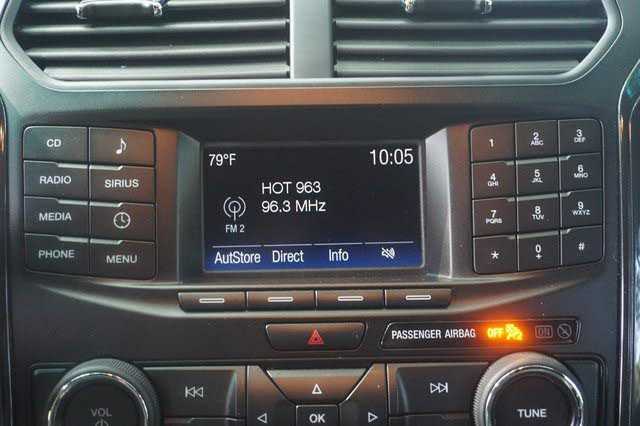 79°F
10:05
HOT 963
96.3 MHz
FM 2
AutStore Direct Info
CD
RADIO
SIRIUS
MEDIA
PHONE
MENU
1
2 ABC
3 DEF
4 GHI
5 JKL
6 MNO
7 PQRS
8 TUV
9 WXYZ
*
0 +
#
PASSENGER AIRBAG OFF ON
VOL
OK
TUNE